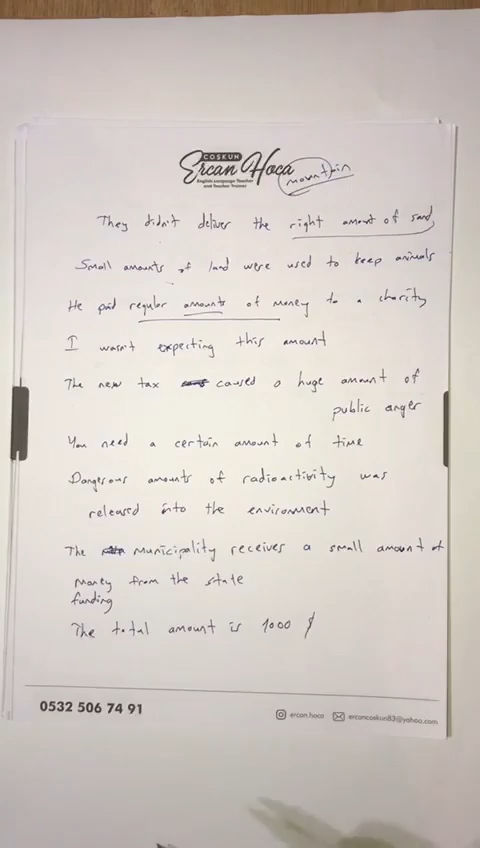 COŞKUN
Ercan Hoca
English Language Teacher
and Teacher Trainer
mountain
They didn't deliver the right amount of sand
Small amounts of land were used to keep animals
He paid regular amounts of money to a charity
I wasn't expecting this amount
The new tax caused a huge amount of
public anger
You need a certain amount of time
Dangerous amounts of radioactivity was
released into the environment
The municipality receives a small amount of
money from the state
funding
The total amount is 1000 $
0532 506 74 91
ercan.hoca
ercancoskun83@yahoo.com